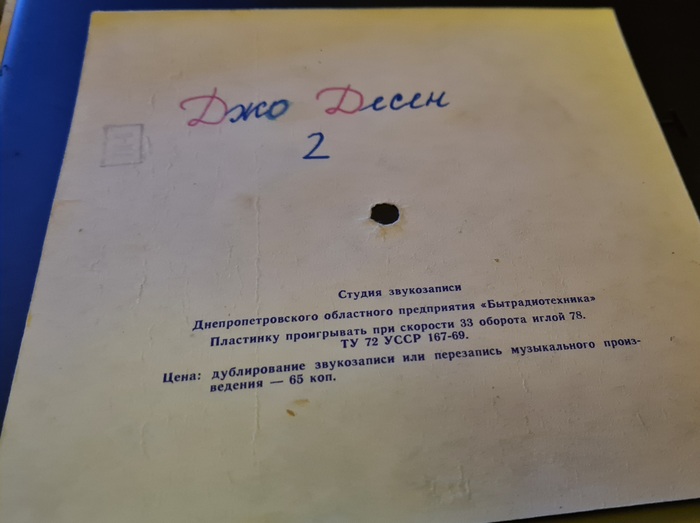 Джо Десен
2
Студия звукозаписи
Днепропетровского областного предприятия «Бытрадиотехника»
Пластинку проигрывать при скорости 33 оборота иглой 78.
ТУ 72 УССР 167-69.
Цена: дублирование звукозаписи или перезапись музыкального произ-
ведения — 65 коп.